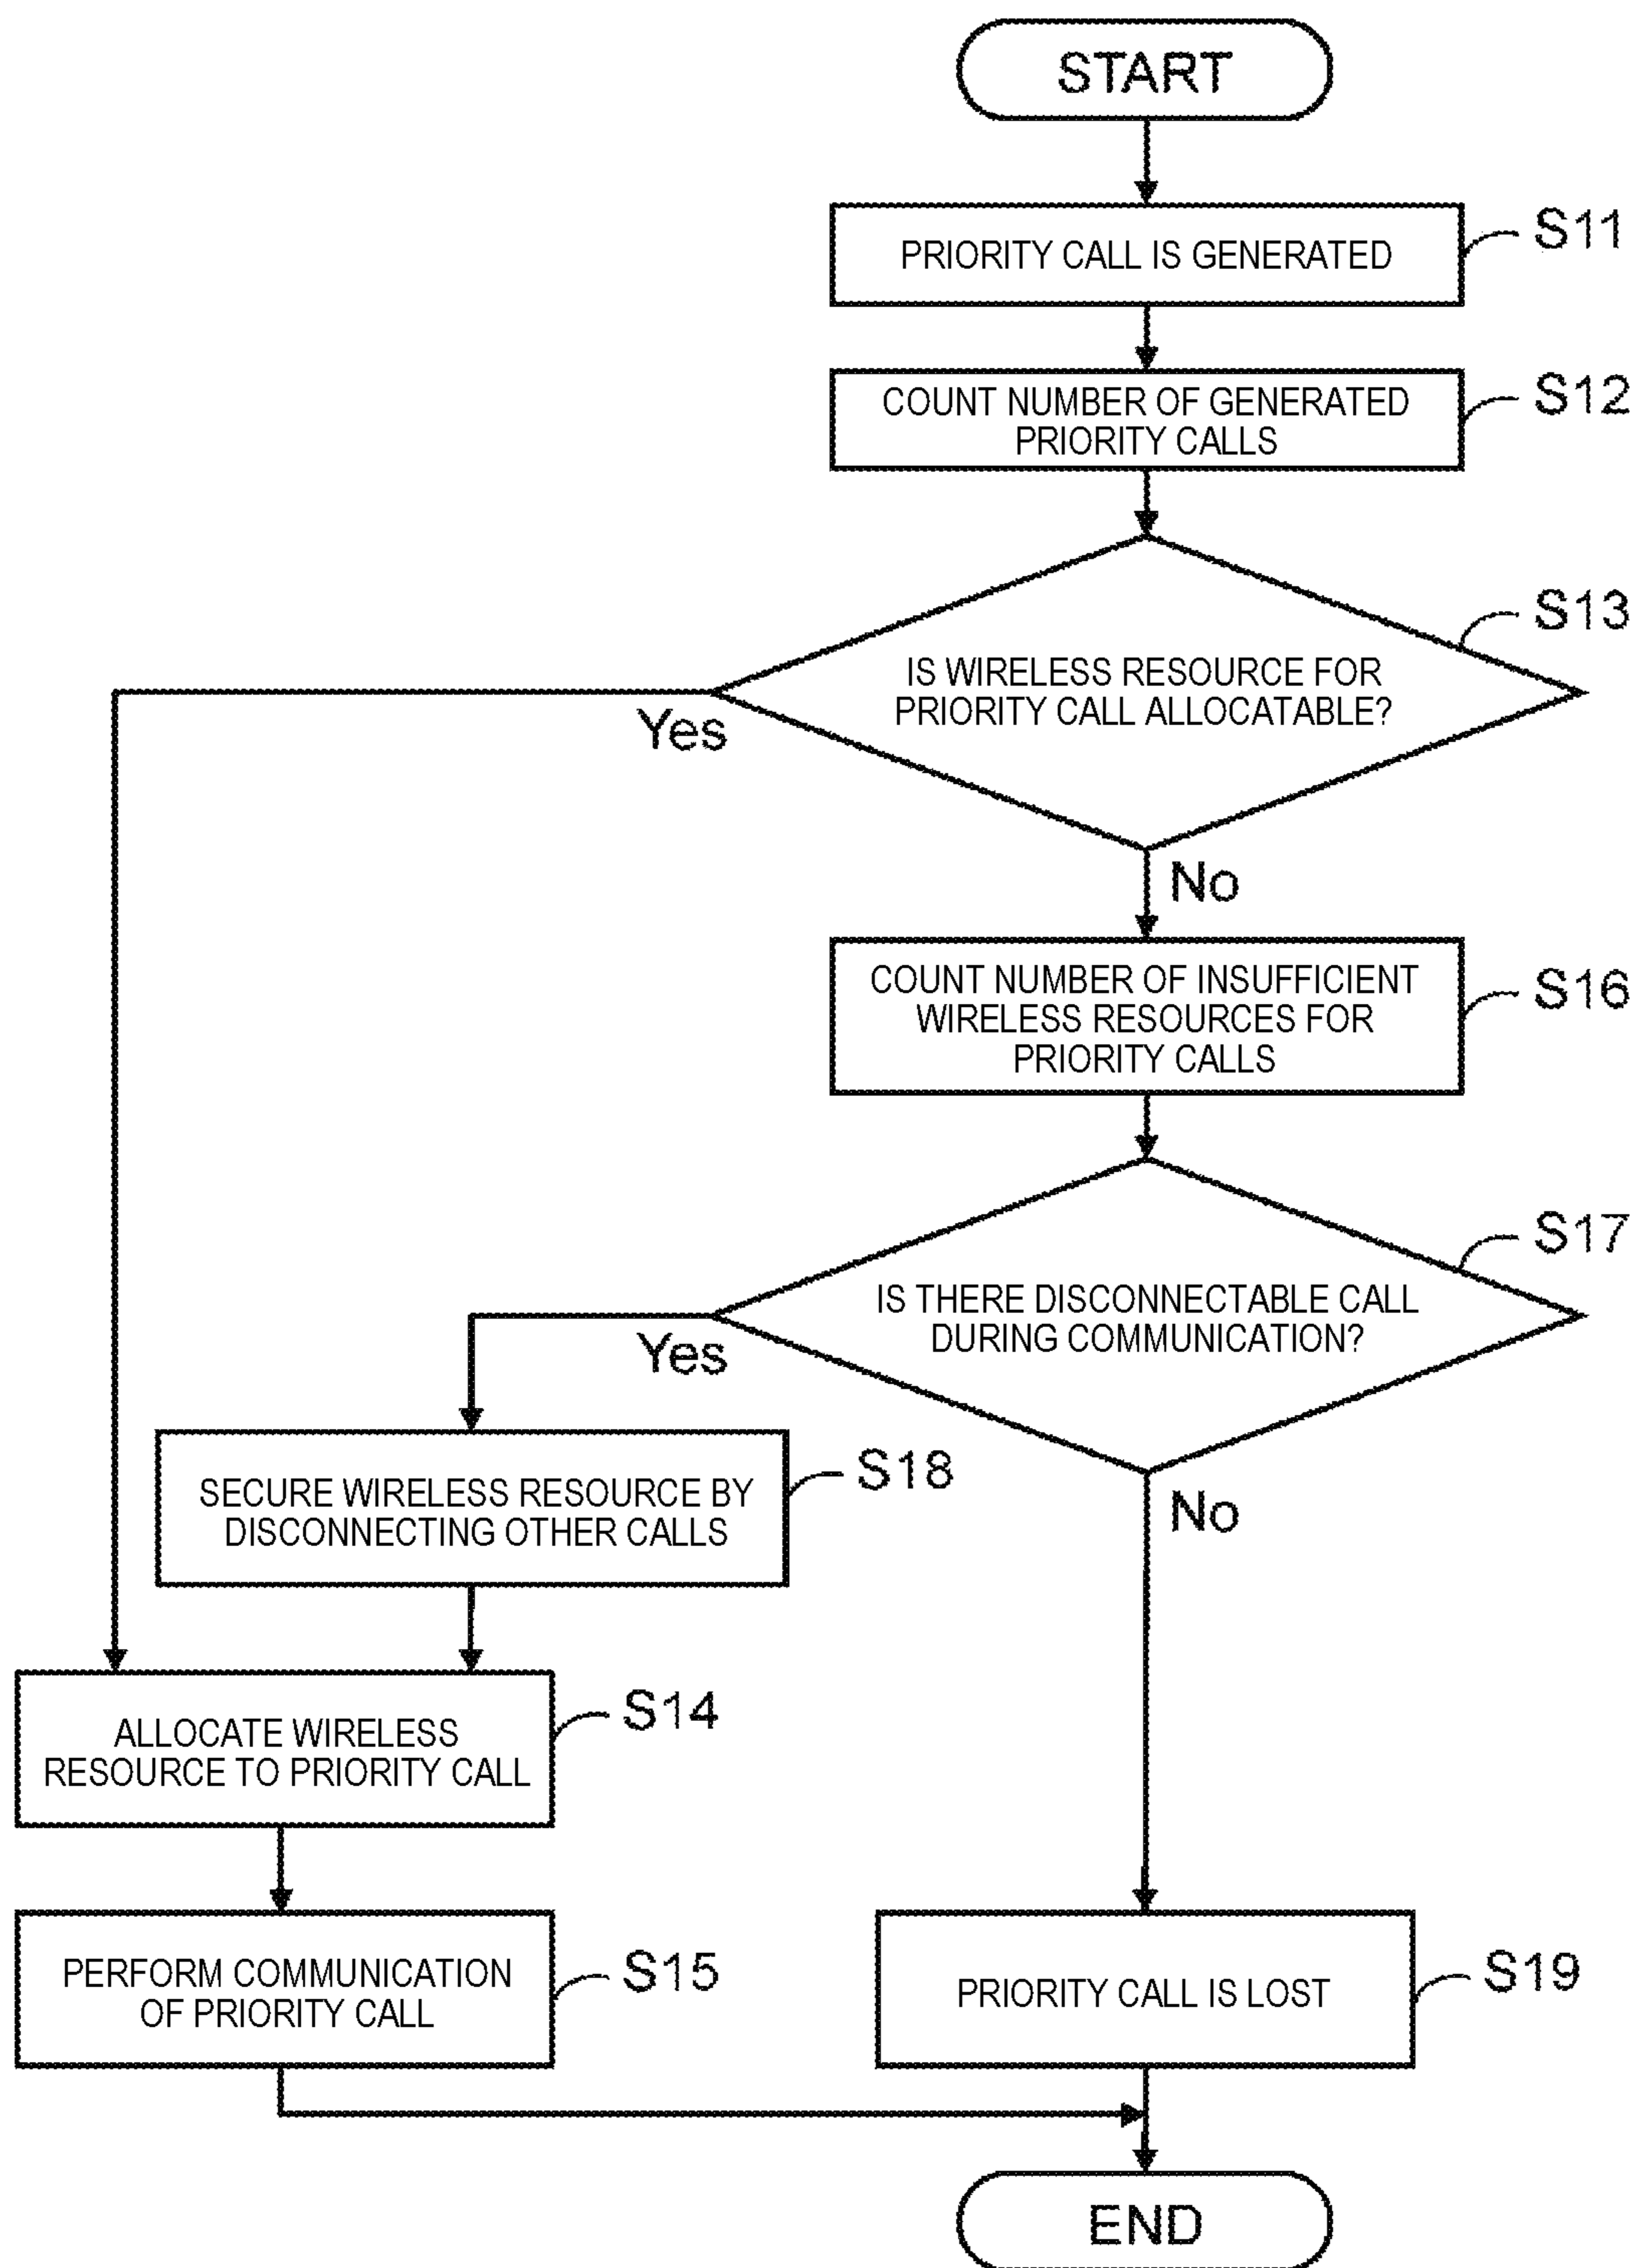 START
PRIORITY CALL IS GENERATED
S11
COUNT NUMBER OF GENERATED
PRIORITY CALLS
S12
IS WIRELESS RESOURCE FOR
PRIORITY CALL ALLOCATABLE?
S13
Yes
No
COUNT NUMBER OF INSUFFICIENT
WIRELESS RESOURCES FOR
PRIORITY CALLS
S16
IS THERE DISCONNECTABLE CALL
DURING COMMUNICATION?
S17
Yes
No
SECURE WIRELESS RESOURCE BY
DISCONNECTING OTHER CALLS
S18
ALLOCATE WIRELESS
RESOURCE TO PRIORITY CALL
S14
PERFORM COMMUNICATION
OF PRIORITY CALL
S15
PRIORITY CALL IS LOST
S19
END